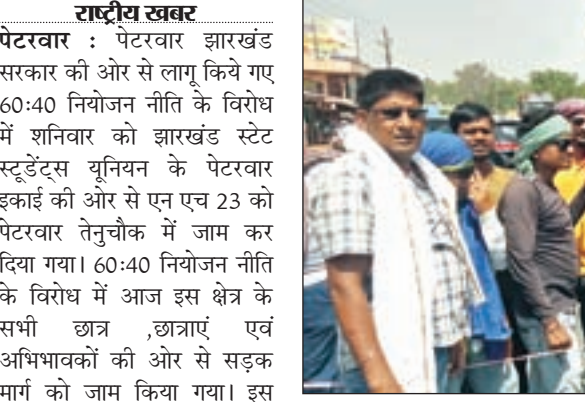 राष्ट्रीय खबर
पेटरवार : पेटरवार झारखंड
सरकार की ओर से लागू किये गए
60:40 नियोजन नीति के विरोध
में शनिवार को झारखंड स्टेट
स्टूडेंट्स यूनियन के पेटरवार
इकाई की ओर से एन एच 23 को
पेटरवार तेनुचौक में जाम कर
दिया गया। 60:40 नियोजन नीति
के विरोध में आज इस क्षेत्र के
सभी छात्र ,छात्राएं एवं
अभिभावकों की ओर से सड़क
मार्ग को जाम किया गया। इस